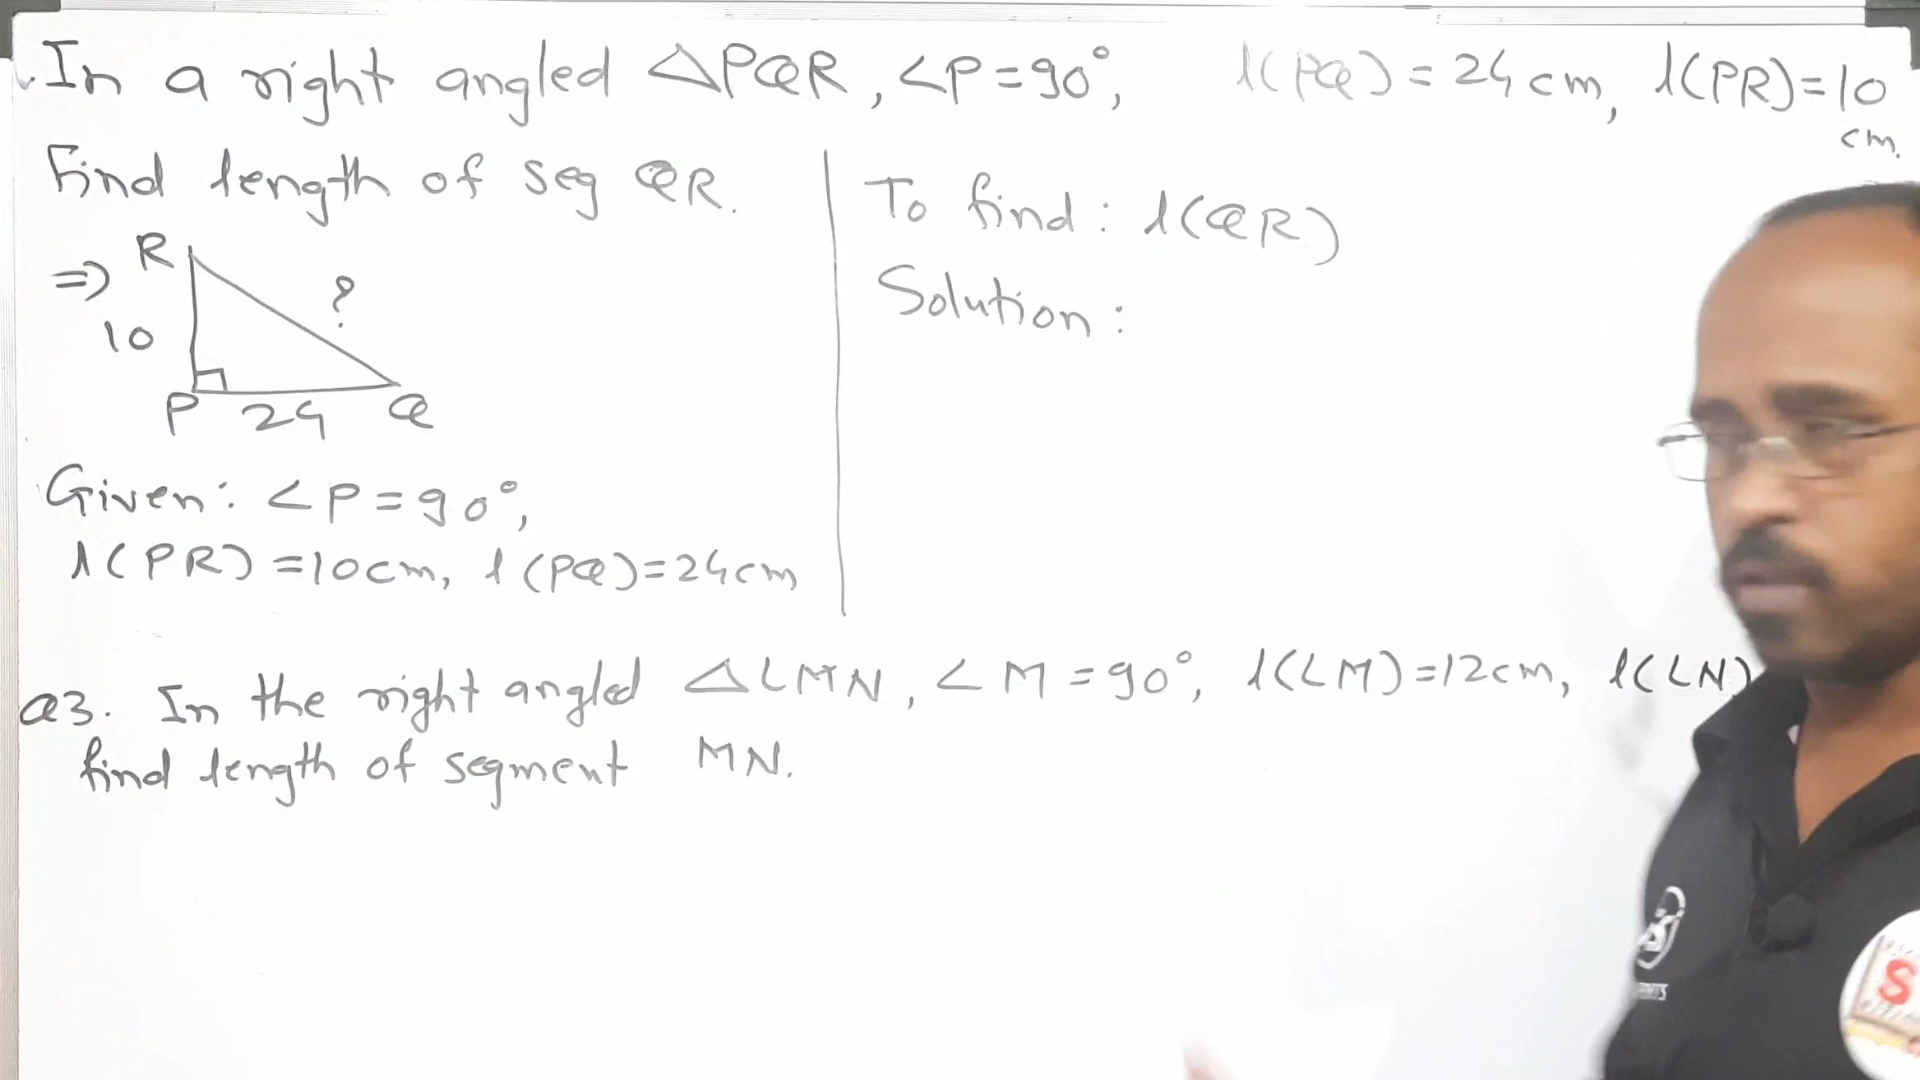 In a right angled △PQR, ∠P=90°, l(PQ)=24cm, l(PR)=10
cm.
Find length of seg QR.
⇒ R
?
10
P 24 Q
Given: ∠P=90°,
l(PR)=10cm, l(PQ)=24cm
To find: l(QR)
Solution:
Q3. In the right angled △LMN, ∠M=90°, l(LM)=12cm, l(LN)
find length of segment MN.
S